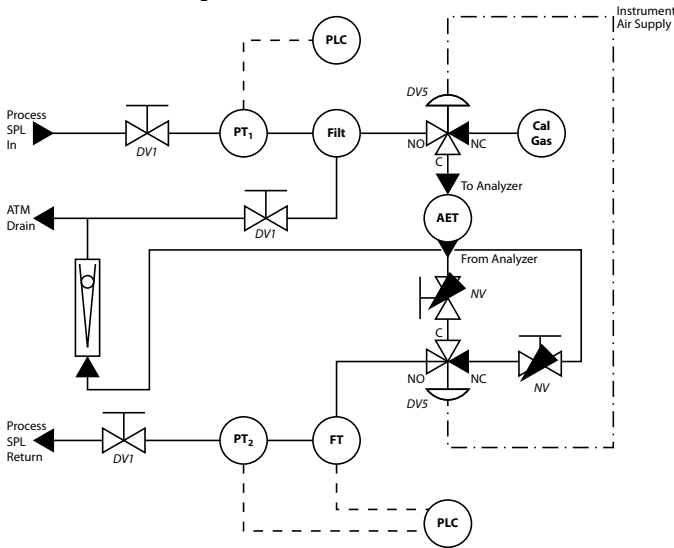 Instrument
Air Supply
PLC
DV5
Process
SPL
In
DV1
PT1
Filt
NO
NC
Cal
Gas
C
To Analyzer
ATM
Drain
DV1
AET
From Analyzer
NV
C
NO
NC
NV
DV5
Process
SPL
Return
DV1
PT2
FT
PLC